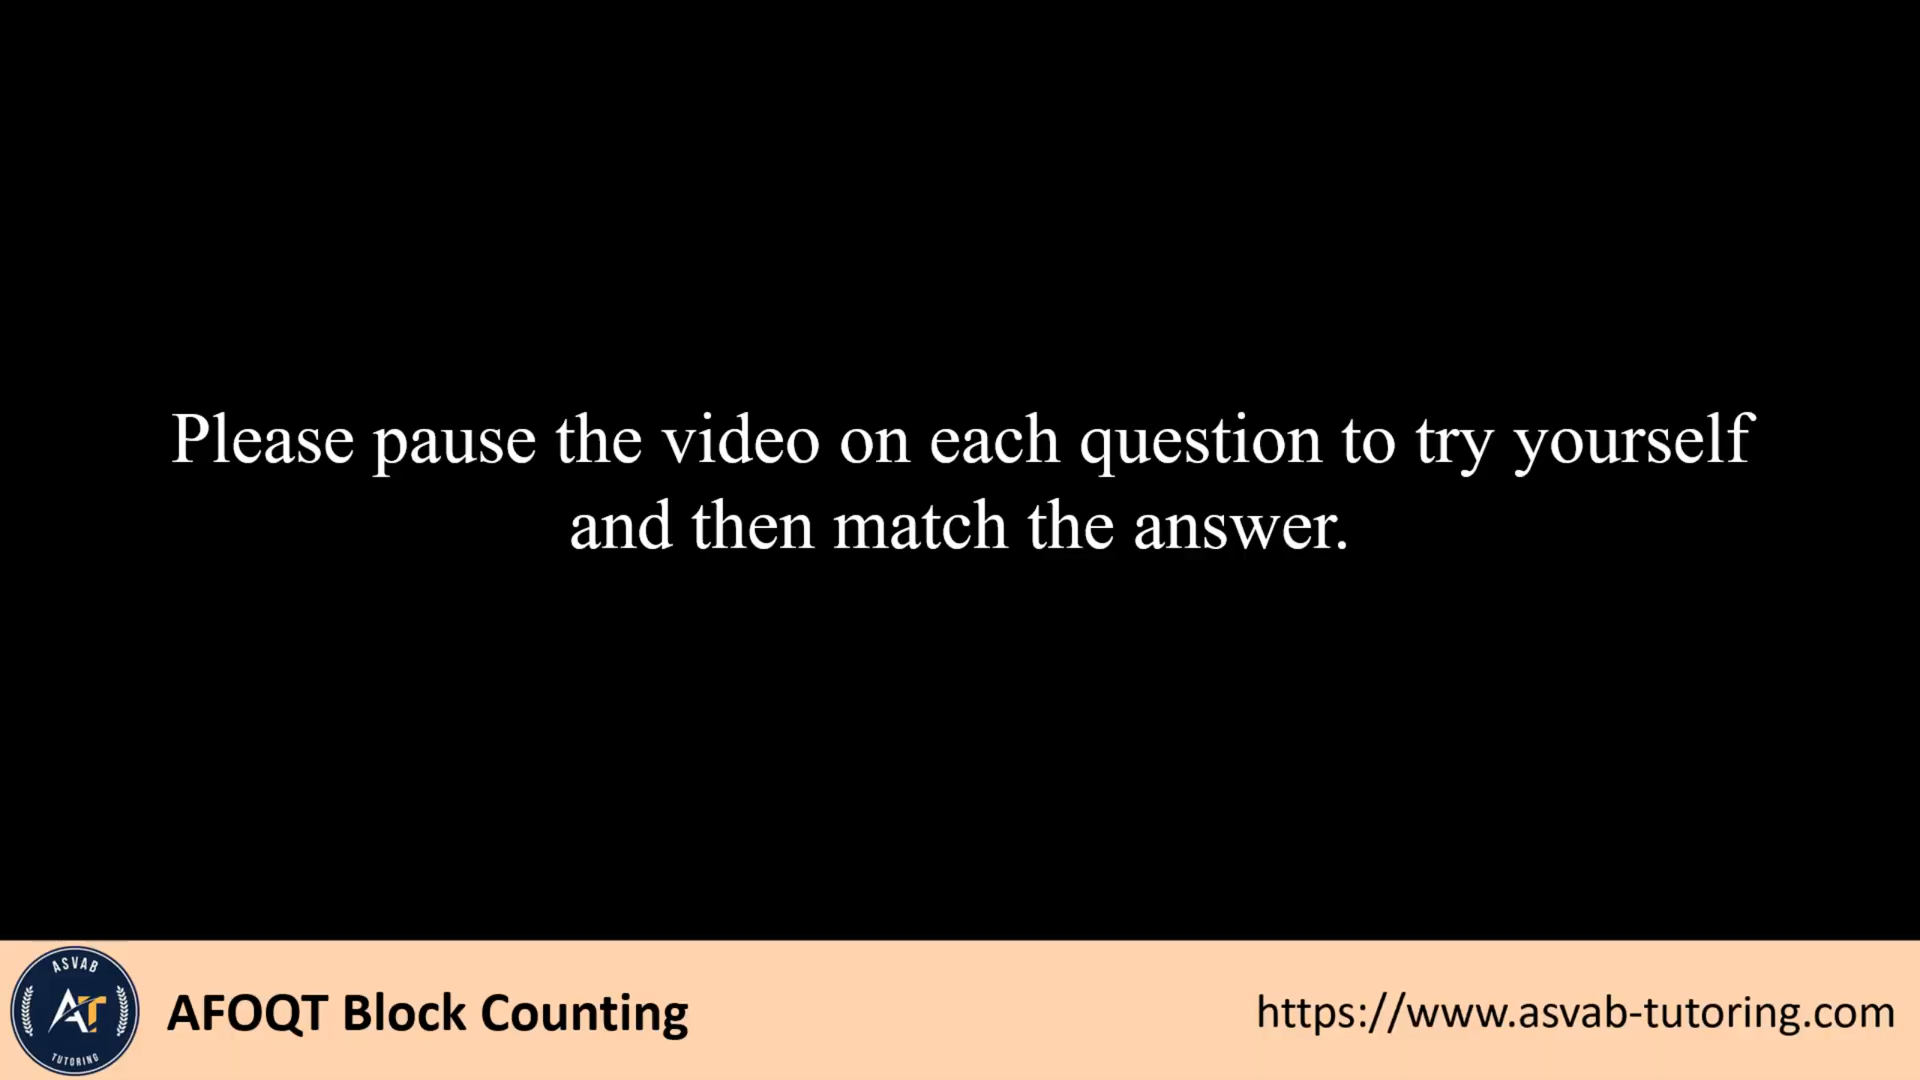 Please pause the video on each question to try yourself
and then match the answer.
ASVAB
AT
TUTORING
AFOQT Block Counting
https://www.asvab-tutoring.com